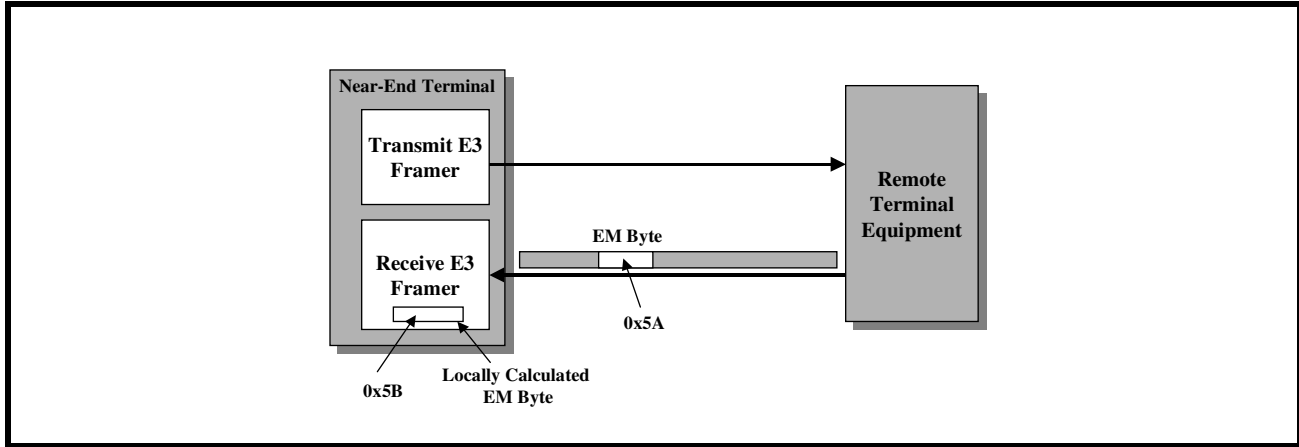 Near-End Terminal
Transmit E3
Framer
Remote
Terminal
Equipment
EM Byte
Receive E3
Framer
0x5A
0x5B
Locally Calculated
EM Byte